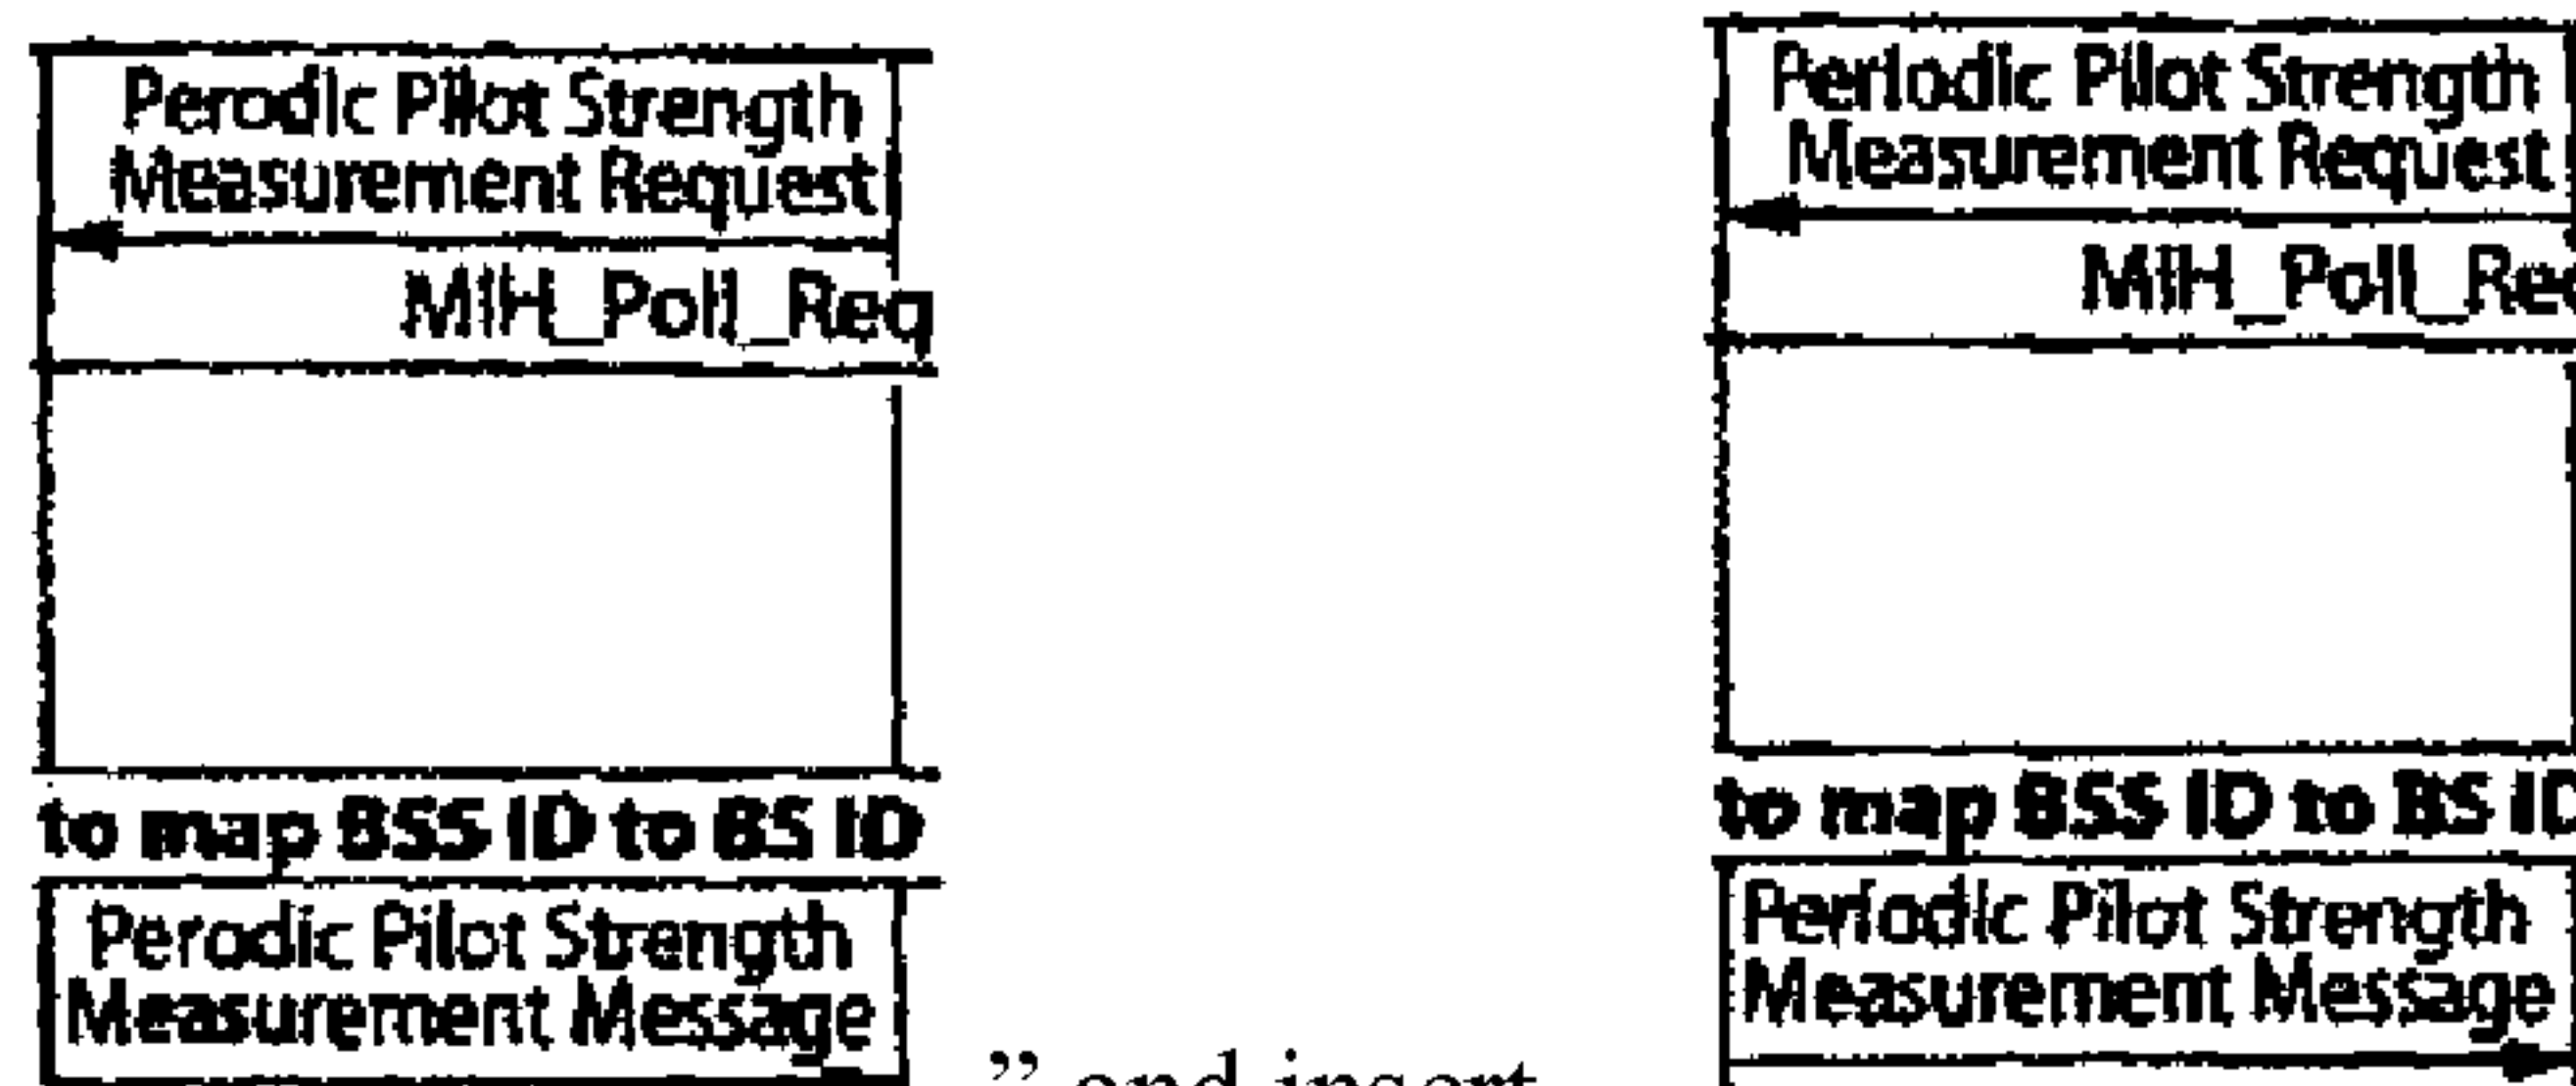 Perodic Pilot Strength
Measurement Request
MIH_Poll_Req
to map BSS ID to BS ID
Perodic Pilot Strength
Measurement Message
” and insert
Periodic Pilot Strength
Measurement Request
MIH_Poll_Req
to map BSS ID to BS ID
Periodic Pilot Strength
Measurement Message